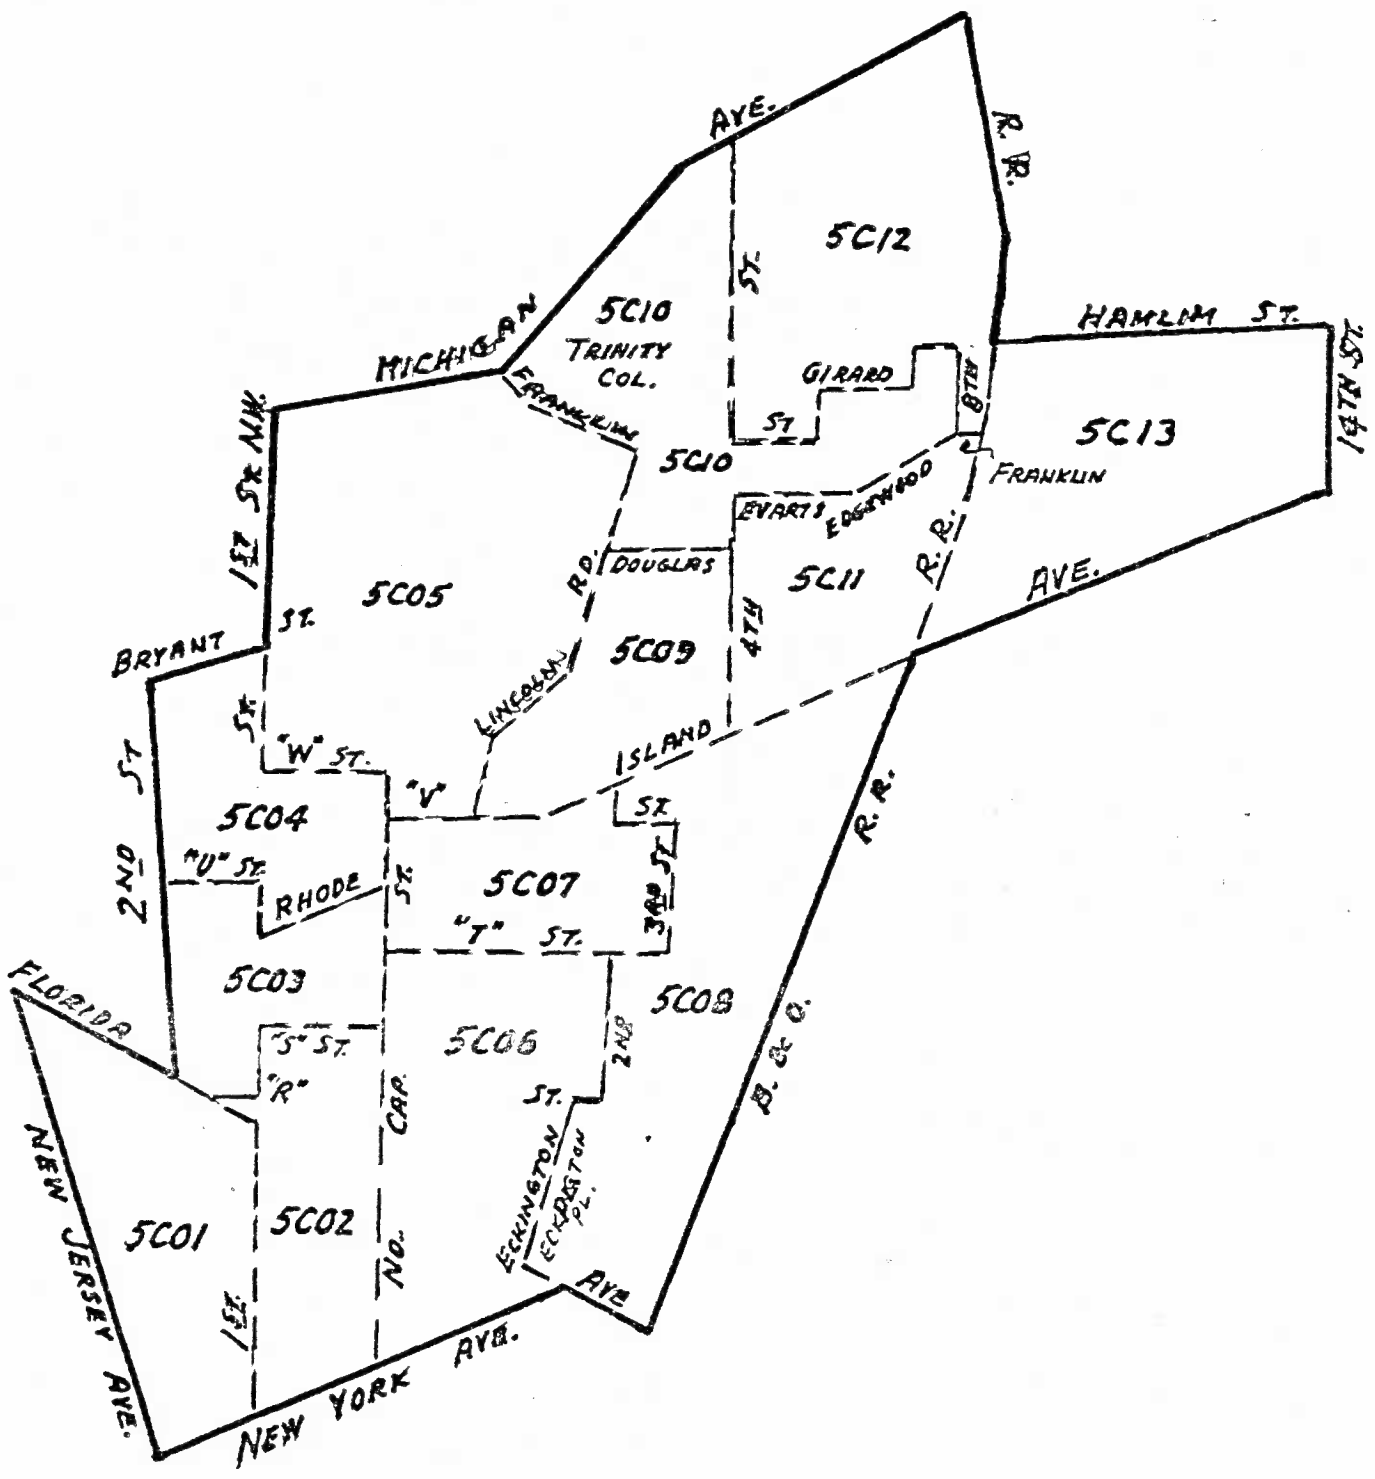 AVE.
R. R.
5C12
ST.
5C10
TRINITY
COL.
MICHIGAN
HAMLIM ST.
14TH ST.
FRANKLIN
GIRARD
8TH
ST
5C13
1ST ST. NW.
5C10
FRANKLIN
EVARTS
EDGEWOOD
R. R.
RD.
DOUGLAS
5C11
AVE.
5C05
ST.
4TH
BRYANT
5C09
LINCOLN
ST.
ISLAND
"W" ST.
2ND ST
"V"
ST.
R. R.
5C04
"U" ST.
RHODE
ST.
5C07
3RD ST
"T" ST.
FLORIDA
5C03
5C08
"S" ST.
5C06
2ND
B. & O.
"R"
CAP.
ST.
NEW JERSEY AVE.
ECKINGTON
PL.
5C01
5C02
NO.
1ST.
AVE
AVE.
NEW YORK